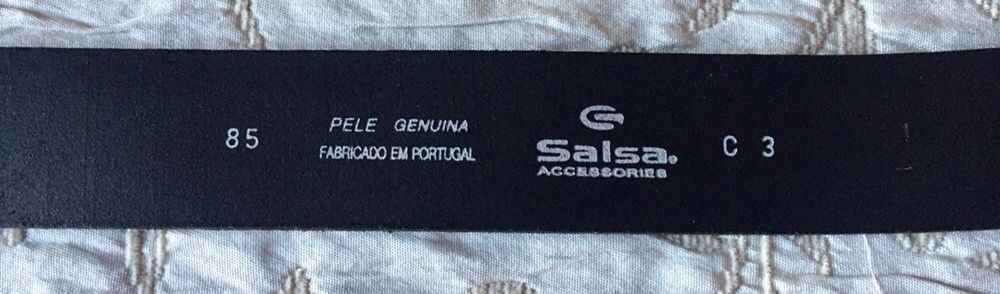 85
PELE GENUINA
FABRICADO EM PORTUGAL
Salsa®
ACCESSORIES
C 3